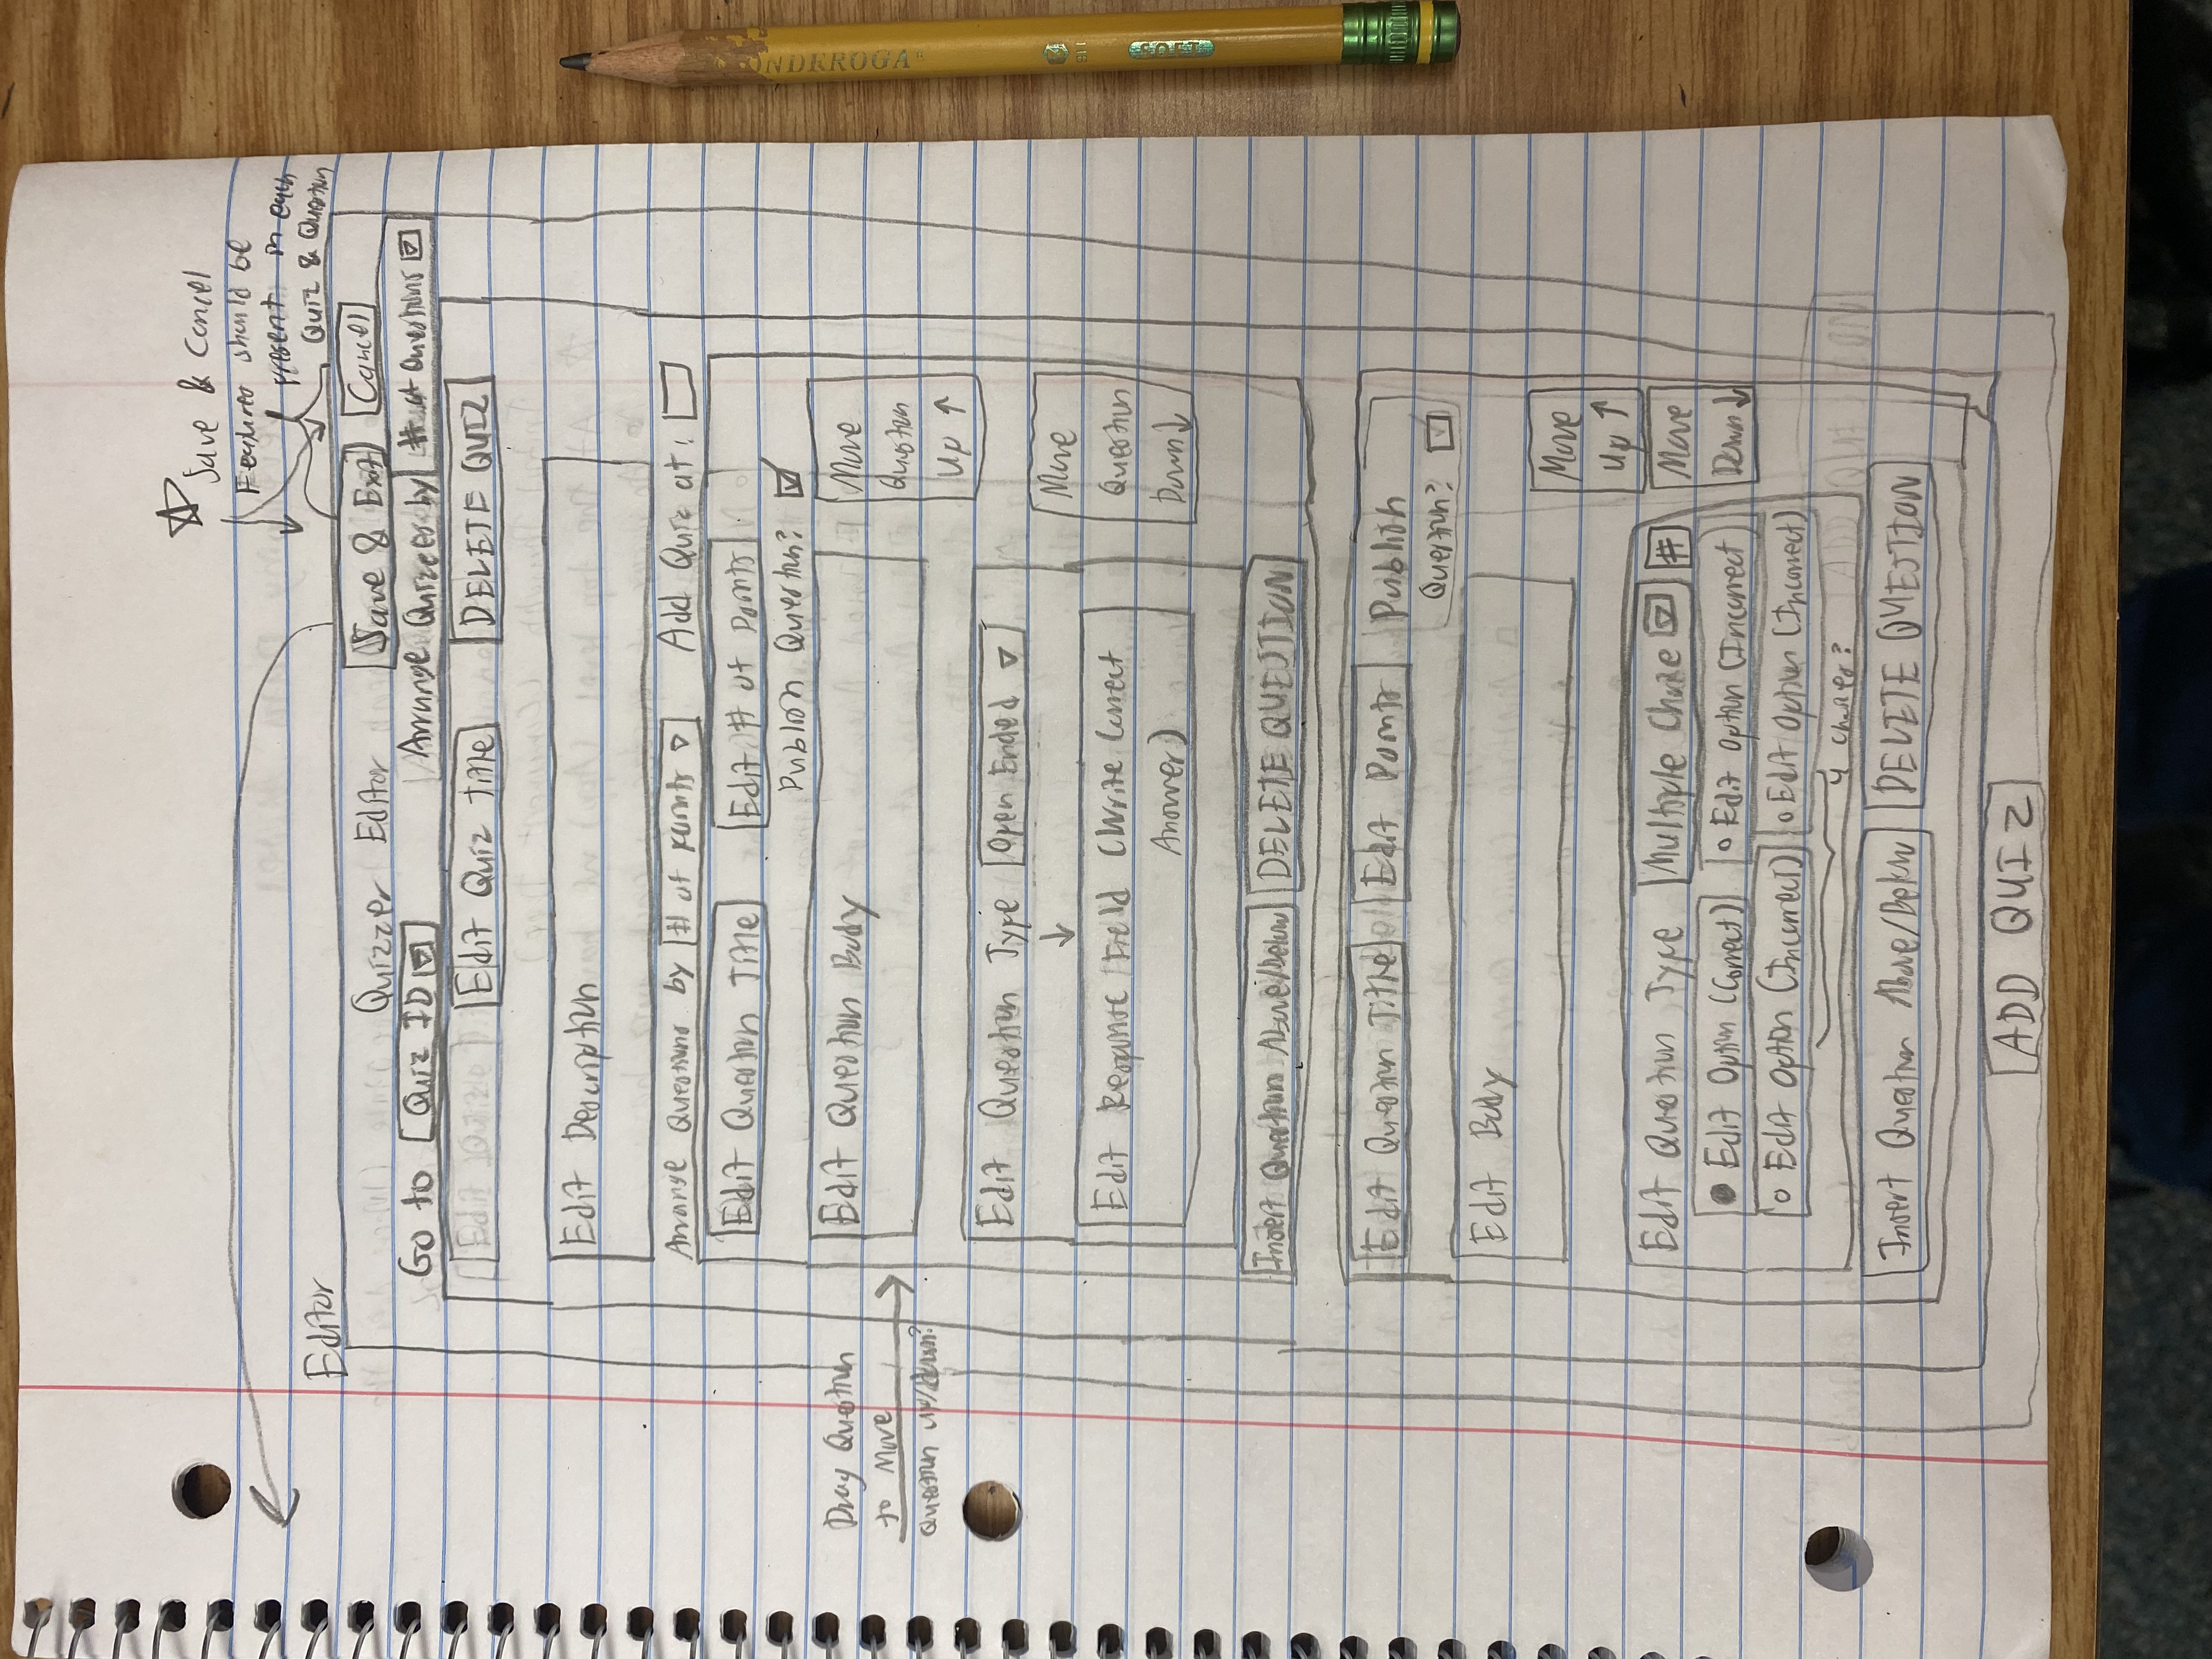 Save & Cancel
Features should be
present in each
Quiz & Question
Editor
Quizzer Editor Save & Exit Cancel
Go to Quiz ID Arrange Quizzes by # of Questions
Edit Quiz Title DELETE QUIZ
Edit Description
Arrange Questions by # of points Add Quiz at:
Edit Question Title Edit # of Points
Publish Question?
Drag Question
to Move
Question up/down?
Edit Question Body
Move
Question
Up ↑
Edit Question Type Open Ended
↓
Edit Response Field (Write Correct
Answer)
Move
Question
Down ↓
Insert Question Above/Below DELETE QUESTION
Edit Question Title Edit Points Publish
Question?
Edit Body
Move
Up ↑
Edit Question Type Multiple Choice #
Move
Down ↓
Edit Option (Correct) Edit Option (Incorrect)
Edit Option (Incorrect) Edit Option (Incorrect)
4 choices?
Insert Question Above/Below DELETE QUESTION
ADD QUIZ